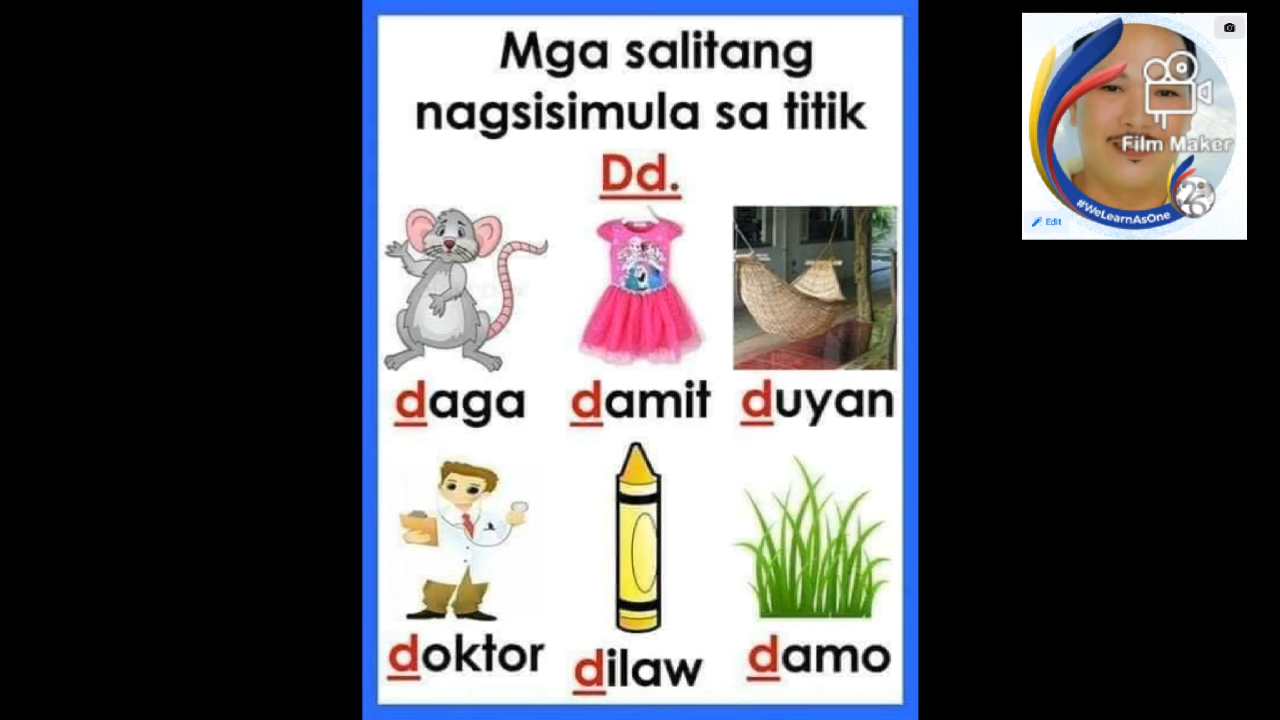 Mga salitang
nagsisimula sa titik
Dd.
daga damit duyan
doktor dilaw damo
Film Maker
#WeLearnAsOne
Edit